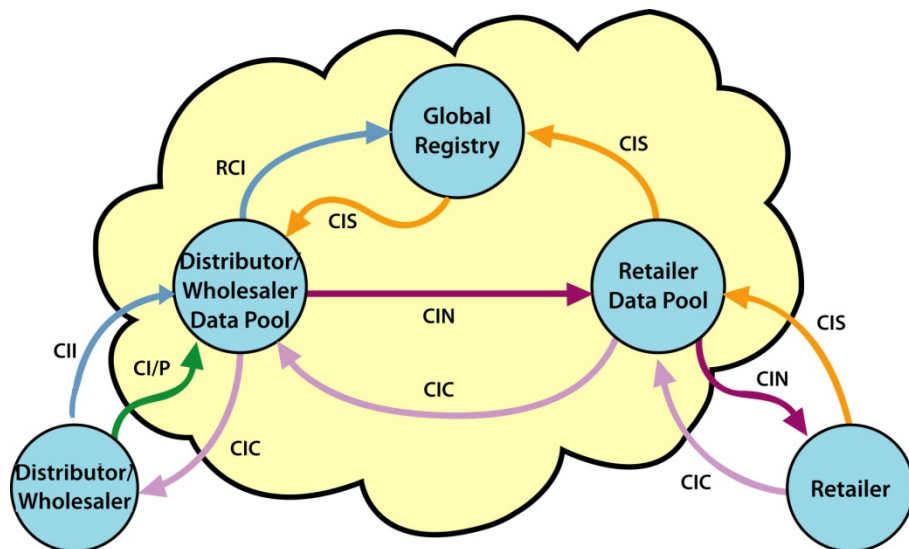 Global
Registry
CIS
RCI
CIS
Distributor/
Wholesaler
Data Pool
Retailer
Data Pool
CIN
CIS
CII
CI/P
CIC
CIN
CIC
CIC
Distributor/
Wholesaler
Retailer